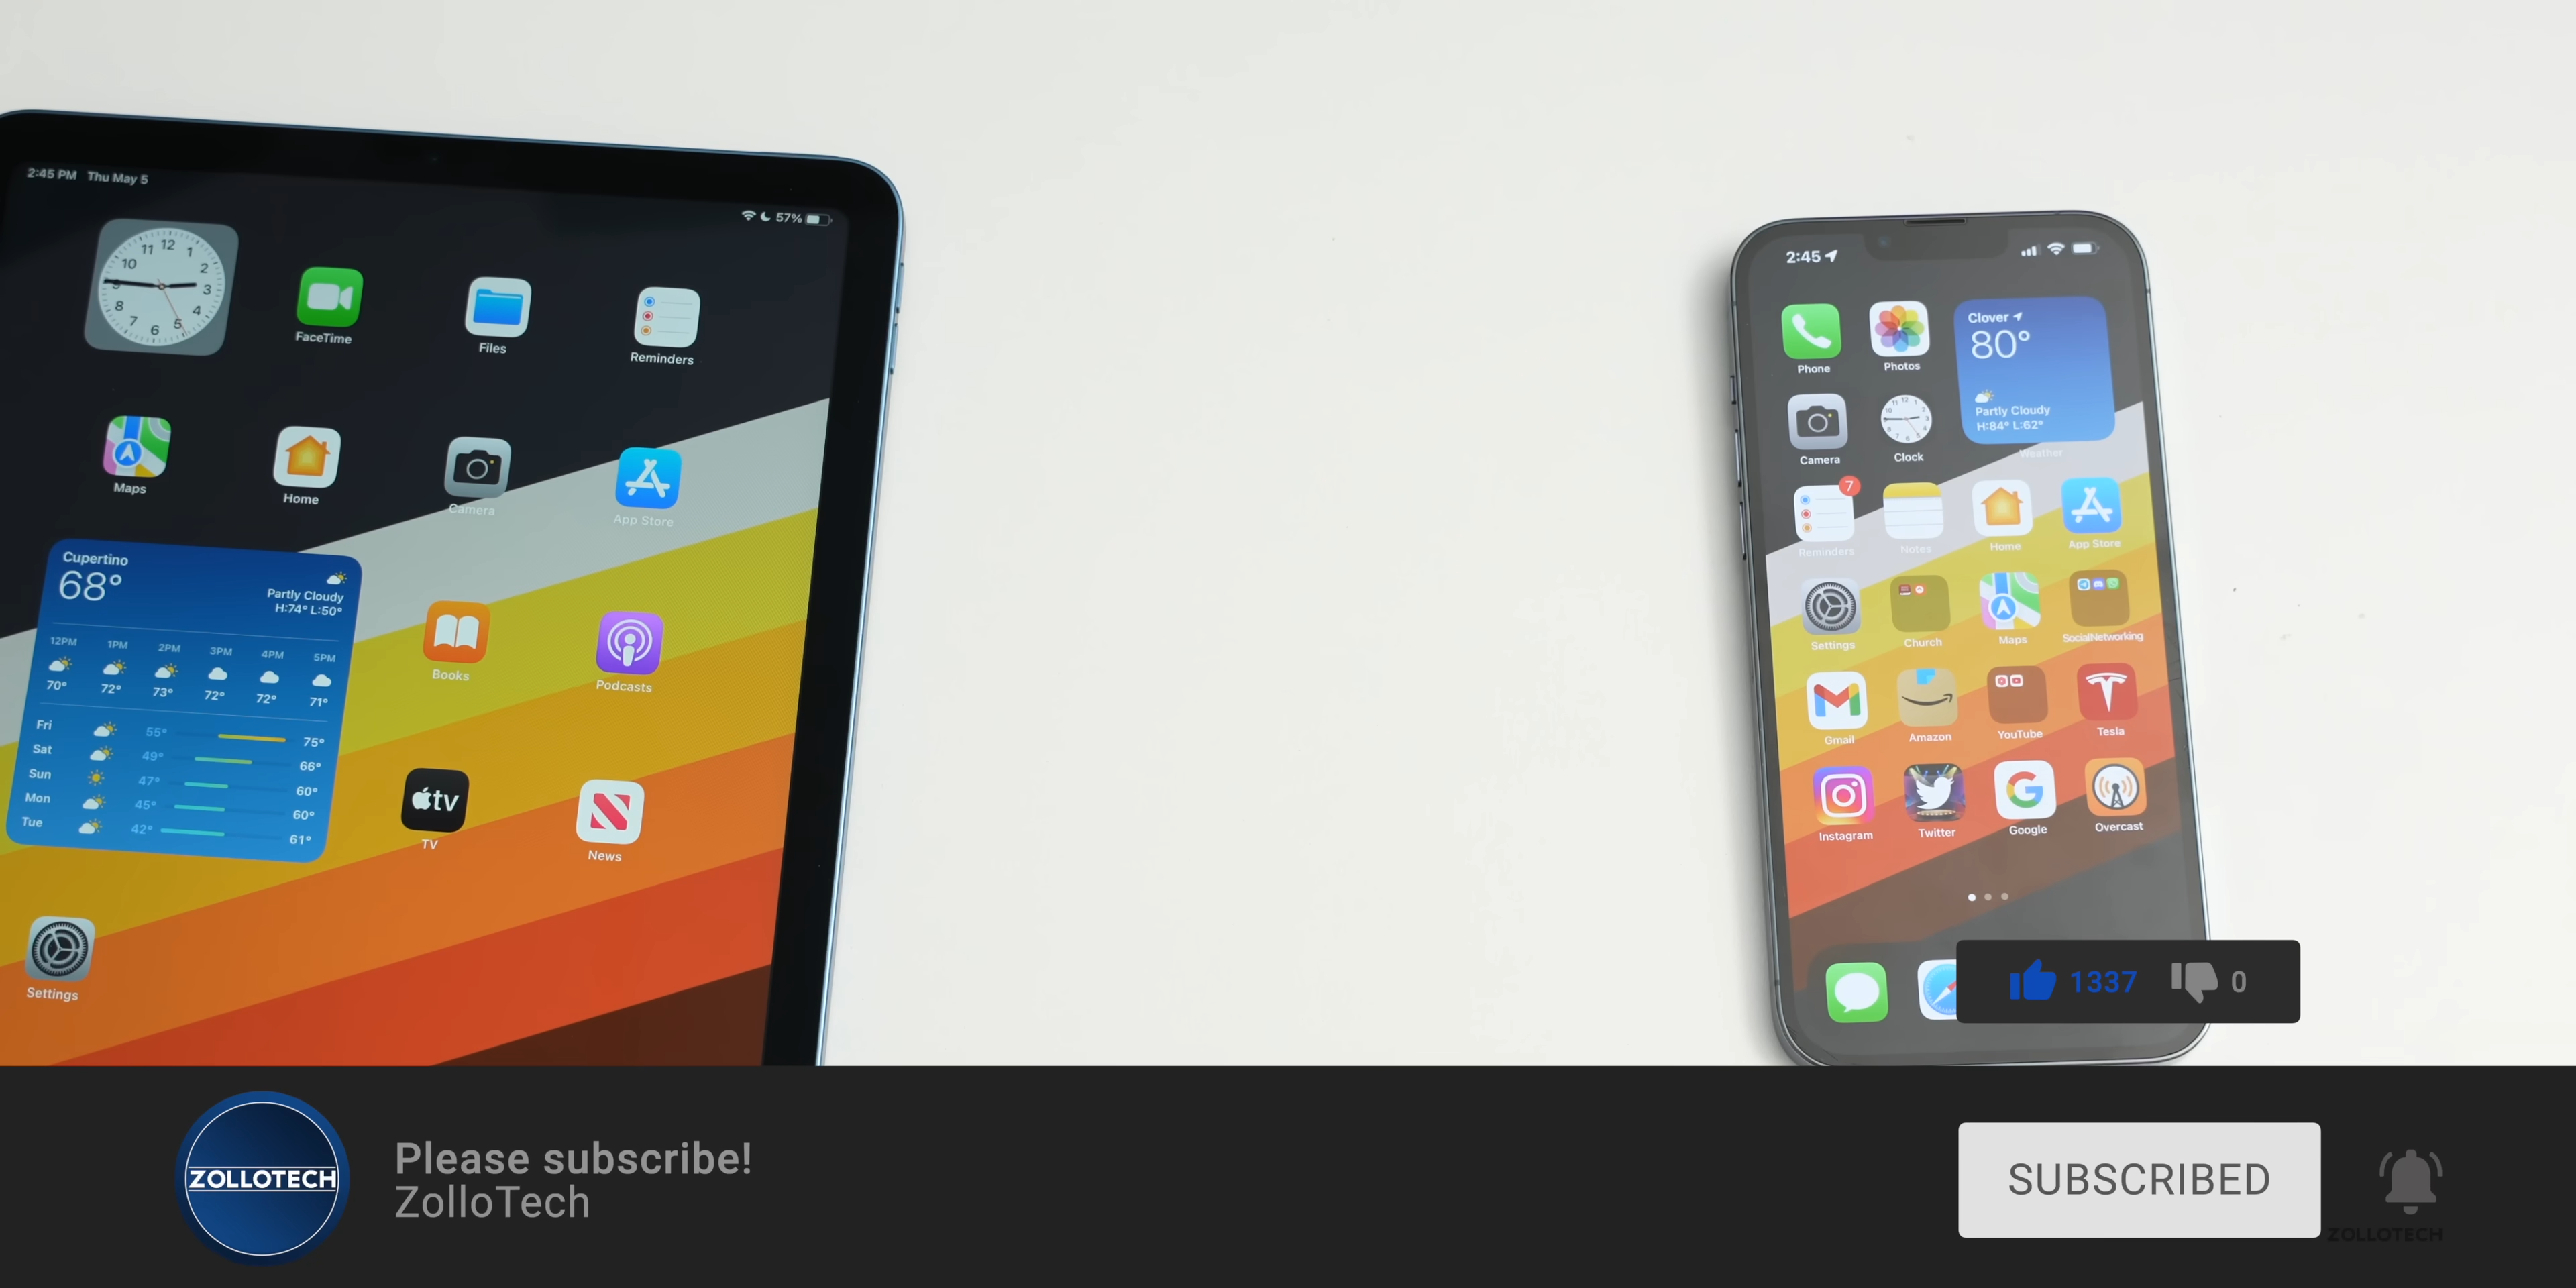 2:45 PM Thu May 5
57%
FaceTime
Files
Reminders
Maps
Home
Camera
App Store
Cupertino
68°
Partly Cloudy
H:74° L:50°
12PM 1PM 2PM 3PM 4PM 5PM
70° 72° 73° 72° 72° 71°
Fri 55° 75°
Sat 49° 66°
Sun 47° 60°
Mon 45° 60°
Tue 42° 61°
Books
Podcasts
tv
TV
News
Settings
2:45
Phone
Photos
Clover
80°
Partly Cloudy
H:84° L:62°
Weather
Camera
Clock
7
Reminders
Notes
Home
App Store
Settings
Church
Maps
SocialNetworking
Gmail
Amazon
YouTube
Tesla
Instagram
Twitter
Google
Overcast
1337 0
ZOLLOTECH
Please subscribe!
ZolloTech
SUBSCRIBED
ZOLLOTECH